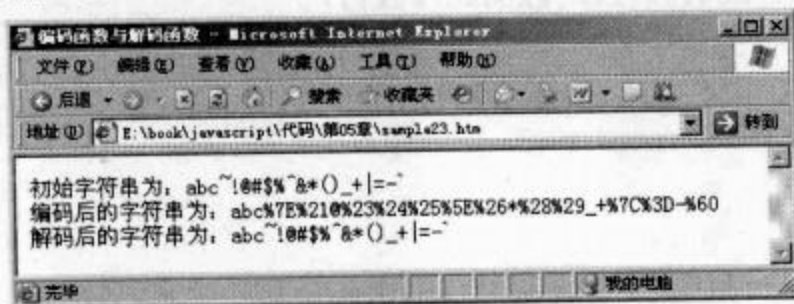 编码函数与解码函数 - Microsoft Internet Explorer
文件(F) 编辑(E) 查看(V) 收藏(A) 工具(T) 帮助(H)
后退 搜索 收藏夹
地址(D) E:\book\javascript\代码\第05章\sample23.htm 转到
初始字符串为：abc~!@#$%^&*()_+|=-`
编码后的字符串为：abc%7E%21@%23%24%25%5E%26*%28%29_+%7C%3D-%60
解码后的字符串为：abc~!@#$%^&*()_+|=-`
完毕 我的电脑